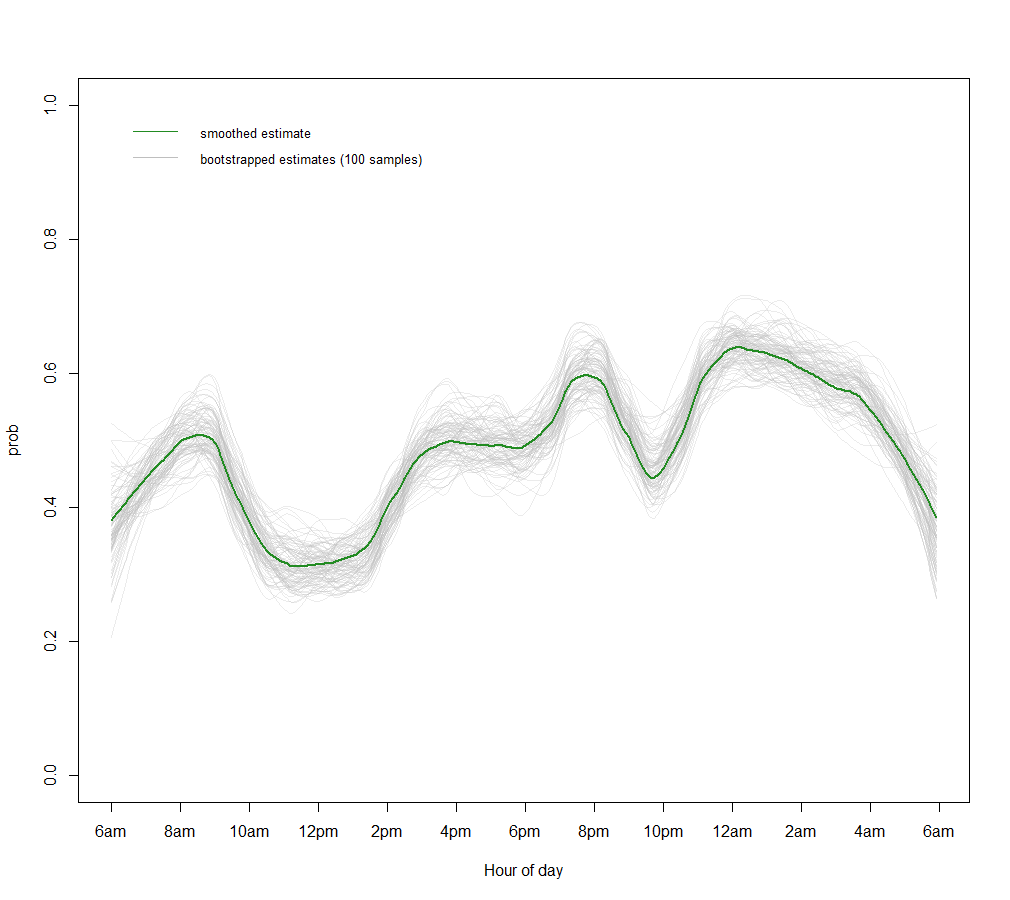 1.0
0.8
0.6
0.4
0.2
0.0
prob
smoothed estimate
bootstrapped estimates (100 samples)
6am 8am 10am 12pm 2pm 4pm 6pm 8pm 10pm 12am 2am 4am 6am
Hour of day